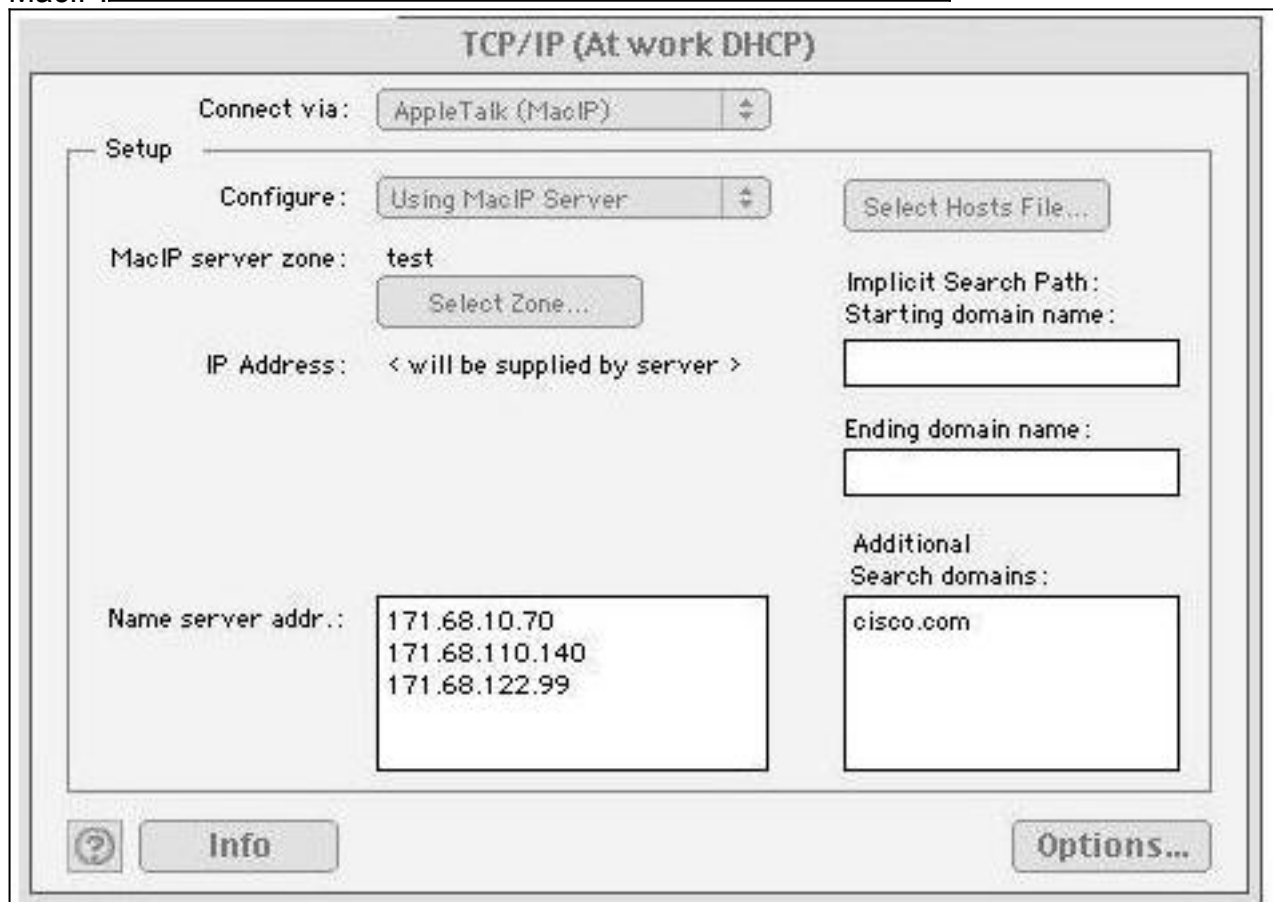 TCP/IP (At work DHCP)
Connect via: AppleTalk (MacIP)
Setup
Configure: Using MacIP Server
Select Hosts File...
MacIP server zone: test
Select Zone...
IP Address: < will be supplied by server >
Implicit Search Path:
Starting domain name:
Ending domain name:
Additional
Search domains:
cisco.com
Name server addr.: 171.68.10.70
171.68.110.140
171.68.122.99
?
Info
Options...